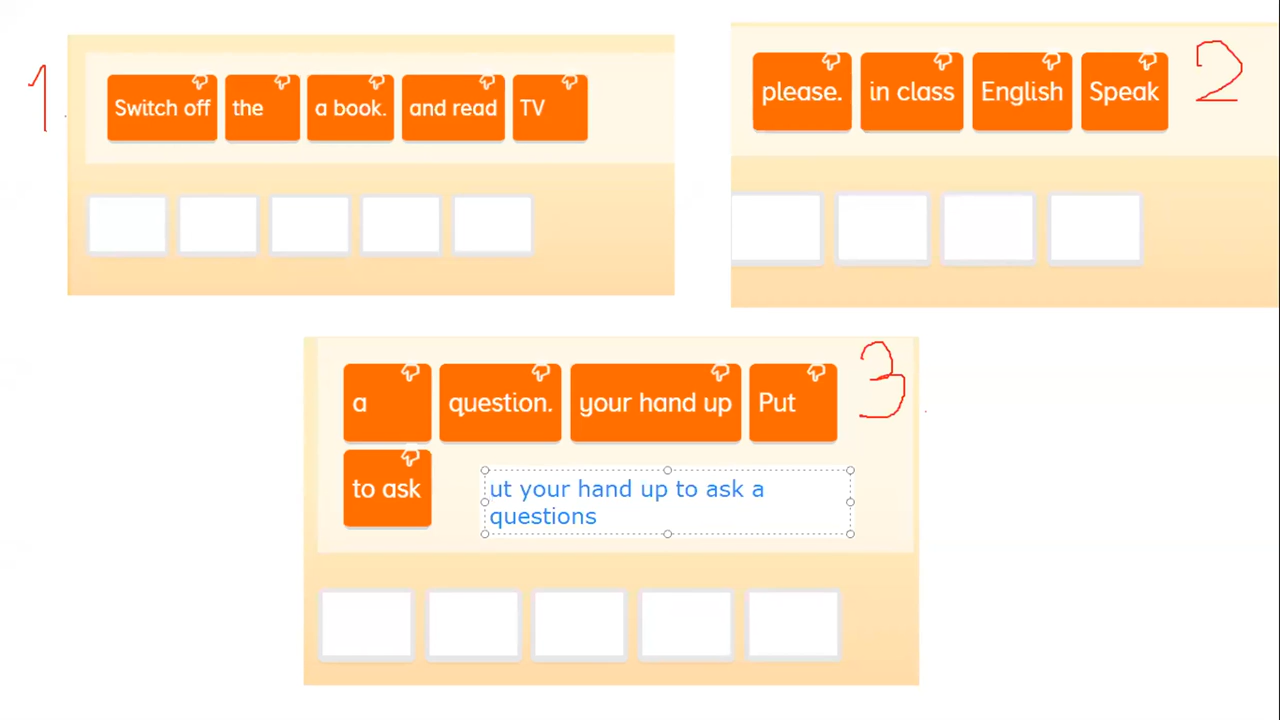 1.
Switch off the a book. and read TV
please. in class English Speak
2
a question. your hand up Put
3
to ask
ut your hand up to ask a
questions